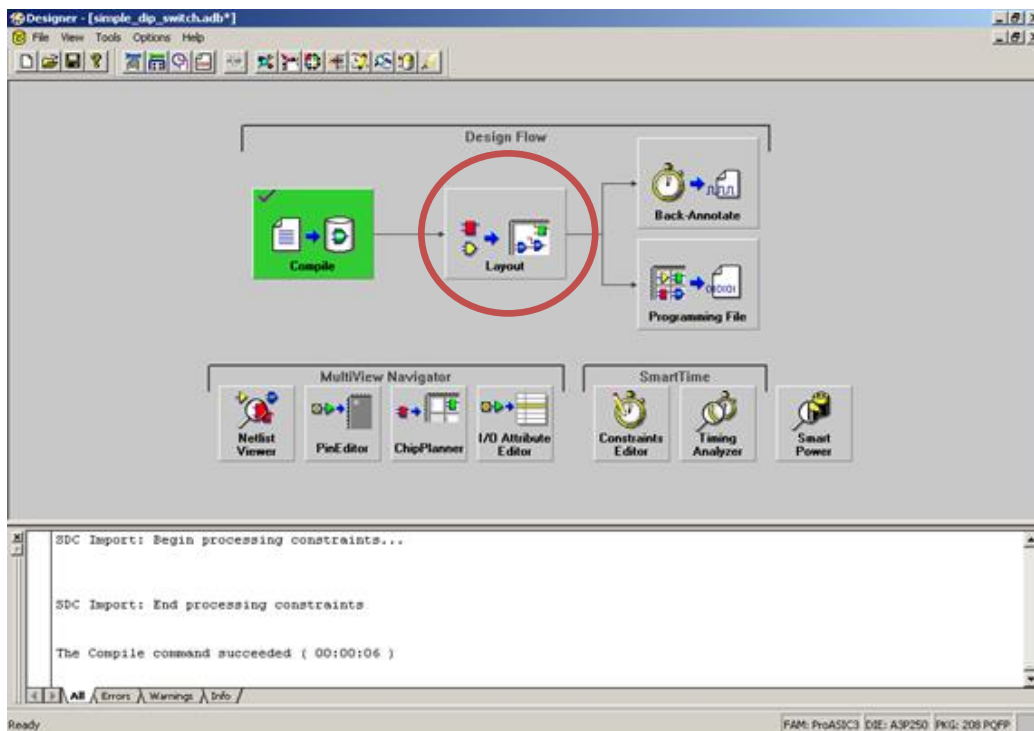 Designer - [simple_dip_switch.adb*]
File View Tools Options Help
Design Flow
Compile
Layout
Back-Annotate
Programming File
MultiView Navigator
SmartTime
Netlist
Viewer
PinEditor
ChipPlanner
I/O Attribute
Editor
Constraints
Editor
Timing
Analyzer
Smart
Power
SDC Import: Begin processing constraints...
SDC Import: End processing constraints
The Compile command succeeded ( 00:00:06 )
All Errors Warnings Info
Ready
FAM: ProASIC3 DIE: A3P250 PKG: 208 PQFP